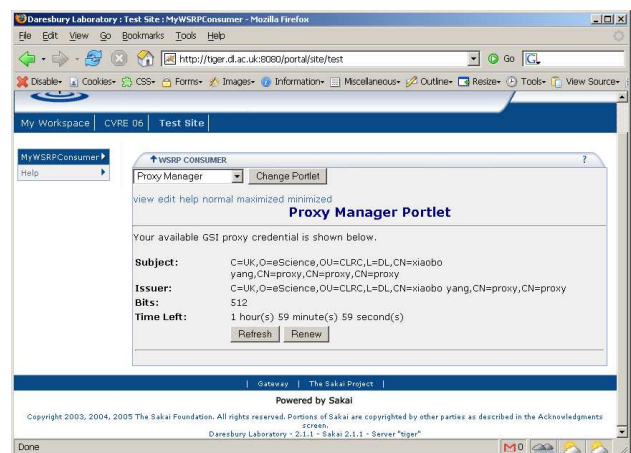 Daresbury Laboratory : Test Site : MyWSRPConsumer - Mozilla Firefox
File Edit View Go Bookmarks Tools Help
http://tiger.dl.ac.uk:8080/portal/site/test Go
Disable Cookies CSS Forms Images Information Miscellaneous Outline Resize Tools View Source
My Workspace CVRE 06 Test Site
MyWSRPConsumer
Help
WSRP CONSUMER ?
Proxy Manager Change Portlet
view edit help normal maximized minimized
Proxy Manager Portlet
Your available GSI proxy credential is shown below.
Subject: C=UK,O=eScience,OU=CLRC,L=DL,CN=xiaobo
yang,CN=proxy,CN=proxy,CN=proxy
Issuer: C=UK,O=eScience,OU=CLRC,L=DL,CN=xiaobo yang,CN=proxy,CN=proxy
Bits: 512
Time Left: 1 hour(s) 59 minute(s) 59 second(s)
Refresh Renew
| Gateway | The Sakai Project |
Powered by Sakai
Copyright 2003, 2004, 2005 The Sakai Foundation. All rights reserved. Portions of Sakai are copyrighted by other parties as described in the Acknowledgments
screen.
Daresbury Laboratory - 2.1.1 - Sakai 2.1.1 - Server "tiger"
Done 0